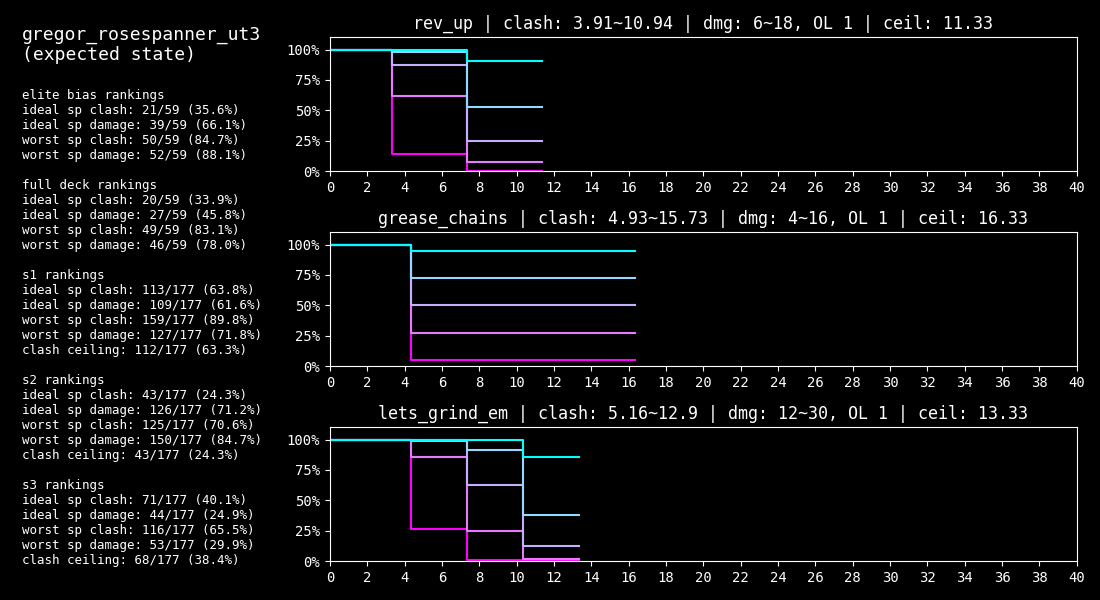 gregor_rosespanner_ut3
(expected state)
elite bias rankings
ideal sp clash: 21/59 (35.6%)
ideal sp damage: 39/59 (66.1%)
worst sp clash: 50/59 (84.7%)
worst sp damage: 52/59 (88.1%)
full deck rankings
ideal sp clash: 20/59 (33.9%)
ideal sp damage: 27/59 (45.8%)
worst sp clash: 49/59 (83.1%)
worst sp damage: 46/59 (78.0%)
s1 rankings
ideal sp clash: 113/177 (63.8%)
ideal sp damage: 109/177 (61.6%)
worst sp clash: 159/177 (89.8%)
worst sp damage: 127/177 (71.8%)
clash ceiling: 112/177 (63.3%)
s2 rankings
ideal sp clash: 43/177 (24.3%)
ideal sp damage: 126/177 (71.2%)
worst sp clash: 125/177 (70.6%)
worst sp damage: 150/177 (84.7%)
clash ceiling: 43/177 (24.3%)
s3 rankings
ideal sp clash: 71/177 (40.1%)
ideal sp damage: 44/177 (24.9%)
worst sp clash: 116/177 (65.5%)
worst sp damage: 53/177 (29.9%)
clash ceiling: 68/177 (38.4%)
rev_up | clash: 3.91~10.94 | dmg: 6~18, OL 1 | ceil: 11.33
100%
75%
50%
25%
0%
0 2 4 6 8 10 12 14 16 18 20 22 24 26 28 30 32 34 36 38 40
grease_chains | clash: 4.93~15.73 | dmg: 4~16, OL 1 | ceil: 16.33
100%
75%
50%
25%
0%
0 2 4 6 8 10 12 14 16 18 20 22 24 26 28 30 32 34 36 38 40
lets_grind_em | clash: 5.16~12.9 | dmg: 12~30, OL 1 | ceil: 13.33
100%
75%
50%
25%
0%
0 2 4 6 8 10 12 14 16 18 20 22 24 26 28 30 32 34 36 38 40